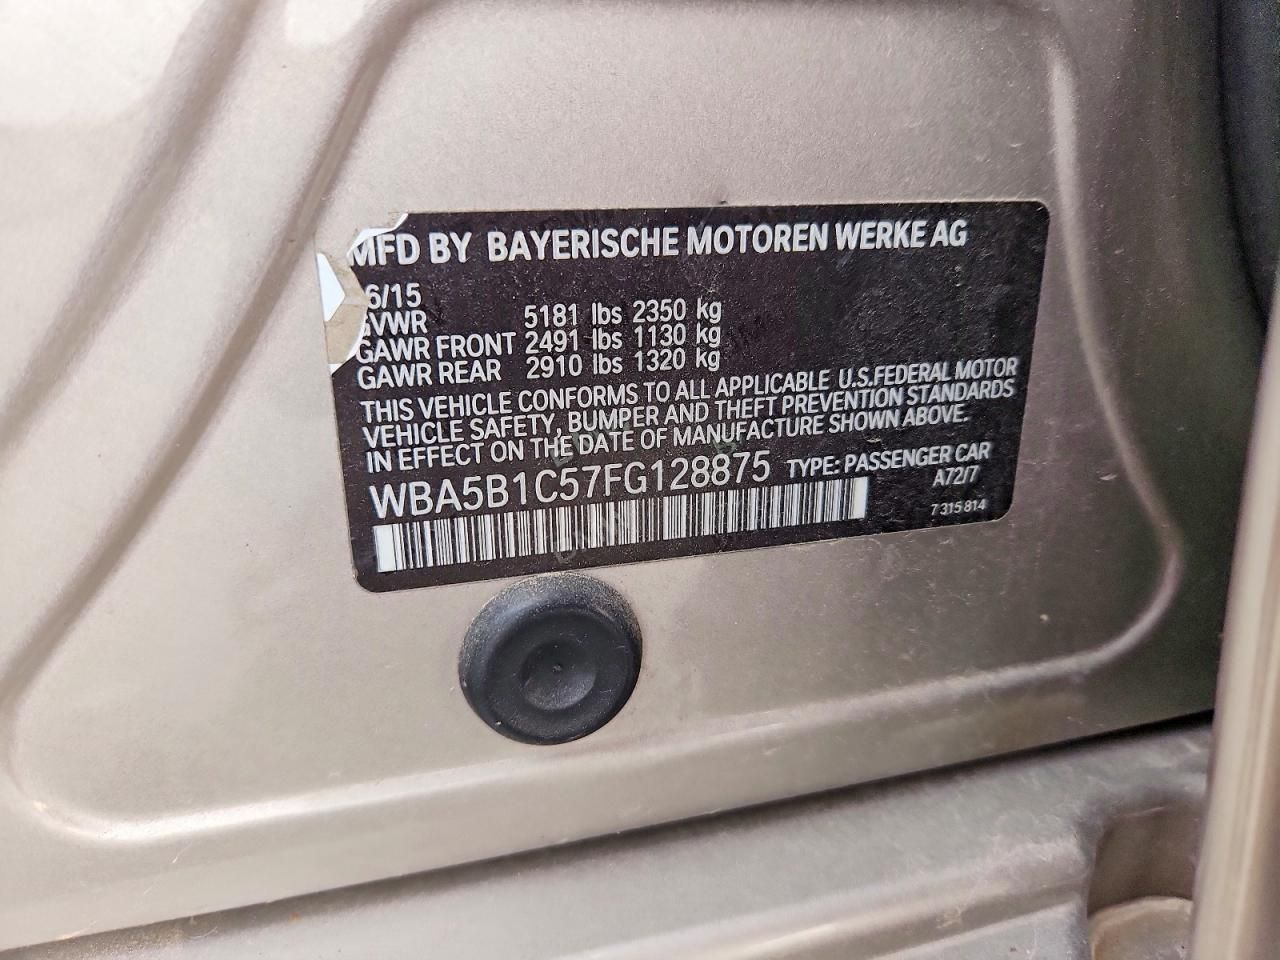 MFD BY BAYERISCHE MOTOREN WERKE AG
6/15
GVWR 5181 lbs 2350 kg
GAWR FRONT 2491 lbs 1130 kg
GAWR REAR 2910 lbs 1320 kg
THIS VEHICLE CONFORMS TO ALL APPLICABLE U.S.FEDERAL MOTOR
VEHICLE SAFETY, BUMPER AND THEFT PREVENTION STANDARDS
IN EFFECT ON THE DATE OF MANUFACTURE SHOWN ABOVE.
WBA5B1C57FG128875 TYPE: PASSENGER CAR
A72/7
7 315 814